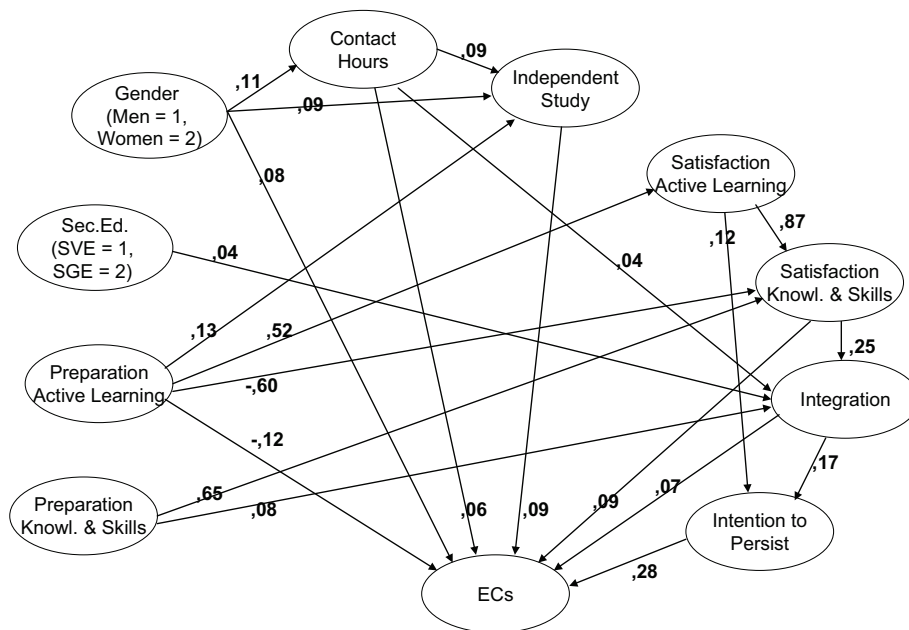 Contact
Hours
,09
Independent
Study
,11
Gender
(Men = 1,
Women = 2)
,09
,08
Satisfaction
Active Learning
,87
,12
Sec.Ed.
(SVE = 1,
SGE = 2)
,04
,04
Satisfaction
Knowl. & Skills
,13
,52
,25
Preparation
Active Learning
-,60
Integration
-,12
,17
,65
,08
,06
,09
,09
,07
Preparation
Knowl. & Skills
Intention to
Persist
,28
ECs